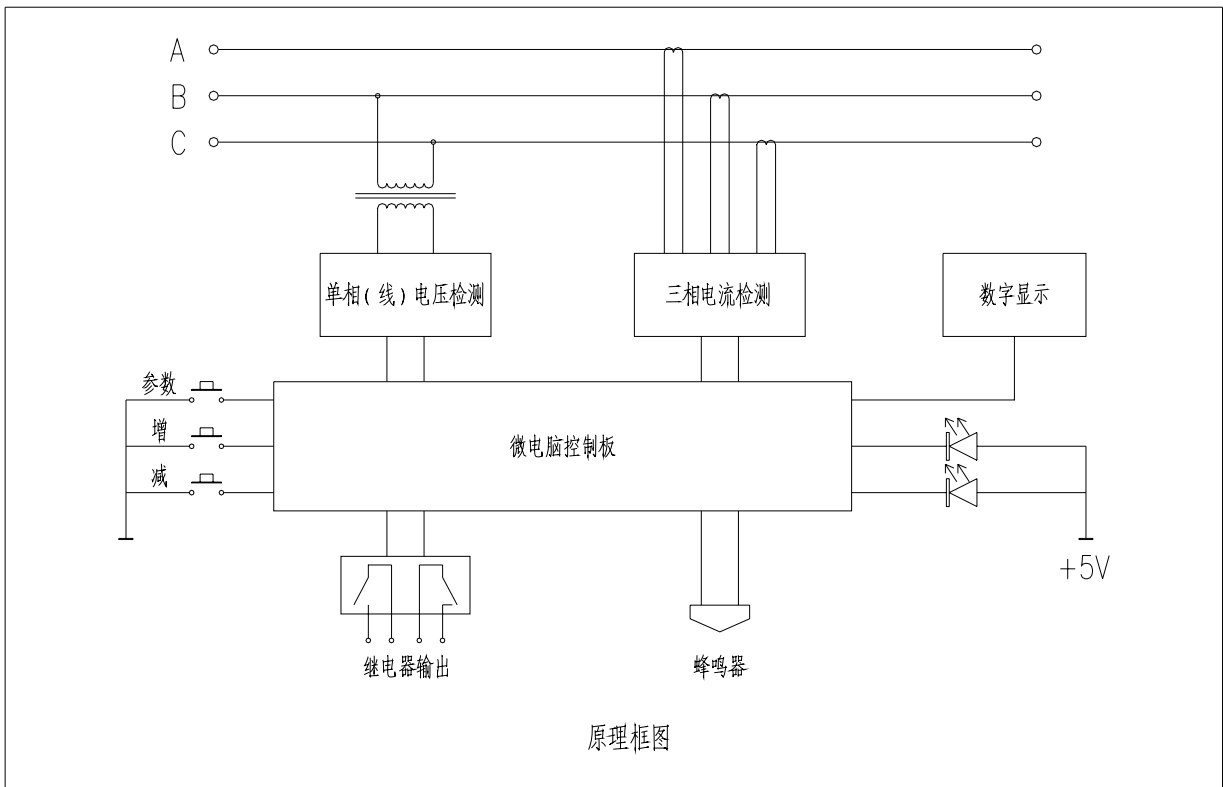 A
B
C
单相(线)电压检测
三相电流检测
数字显示
参数
增
减
微电脑控制板
+5V
继电器输出
蜂鸣器
原理框图